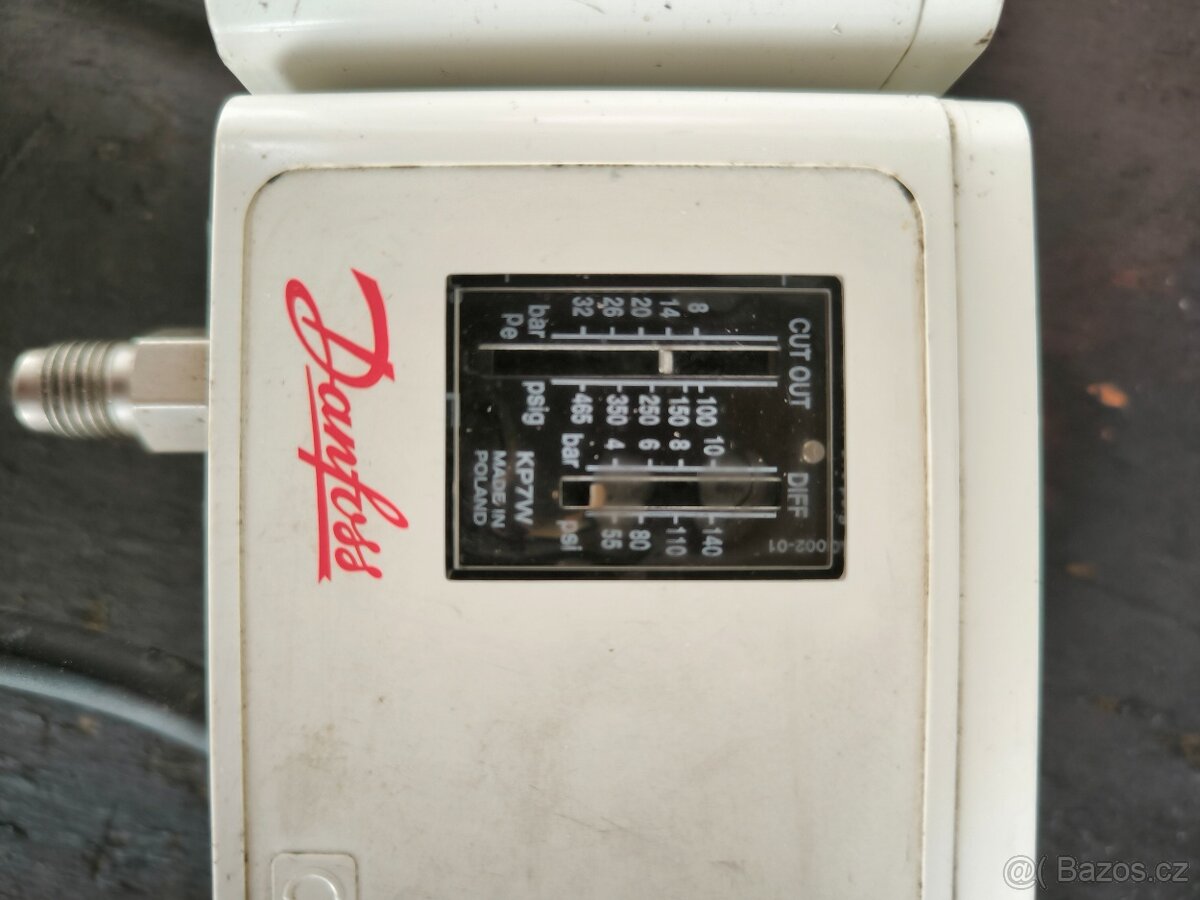 Danfoss
CUT OUT
8
14
20
26
32
bar
Pe
100
150
250
350
465
psig
DIFF
10
8
6
4
bar
140
110
80
55
psi
KP7W
MADE IN
POLAND
002-01
@( Bazos.cz